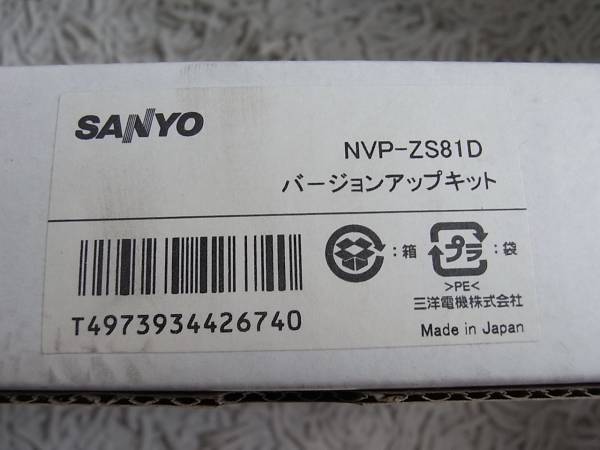 SANYO
NVP-ZS81D
バージョンアップキット
:箱
プラ
:袋
>PE<
三洋電機株式会社
T4973934426740
Made in Japan